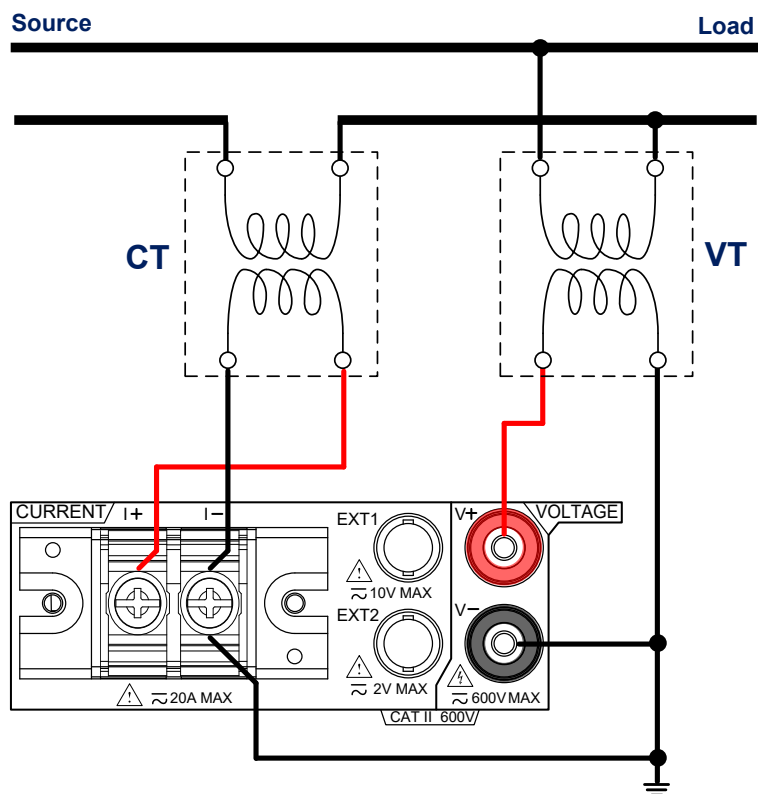 Source
Load
CT
VT
CURRENT
I+
I−
EXT1
V+
VOLTAGE
10V MAX
EXT2
V−
20A MAX
2V MAX
600V MAX
CAT II 600V